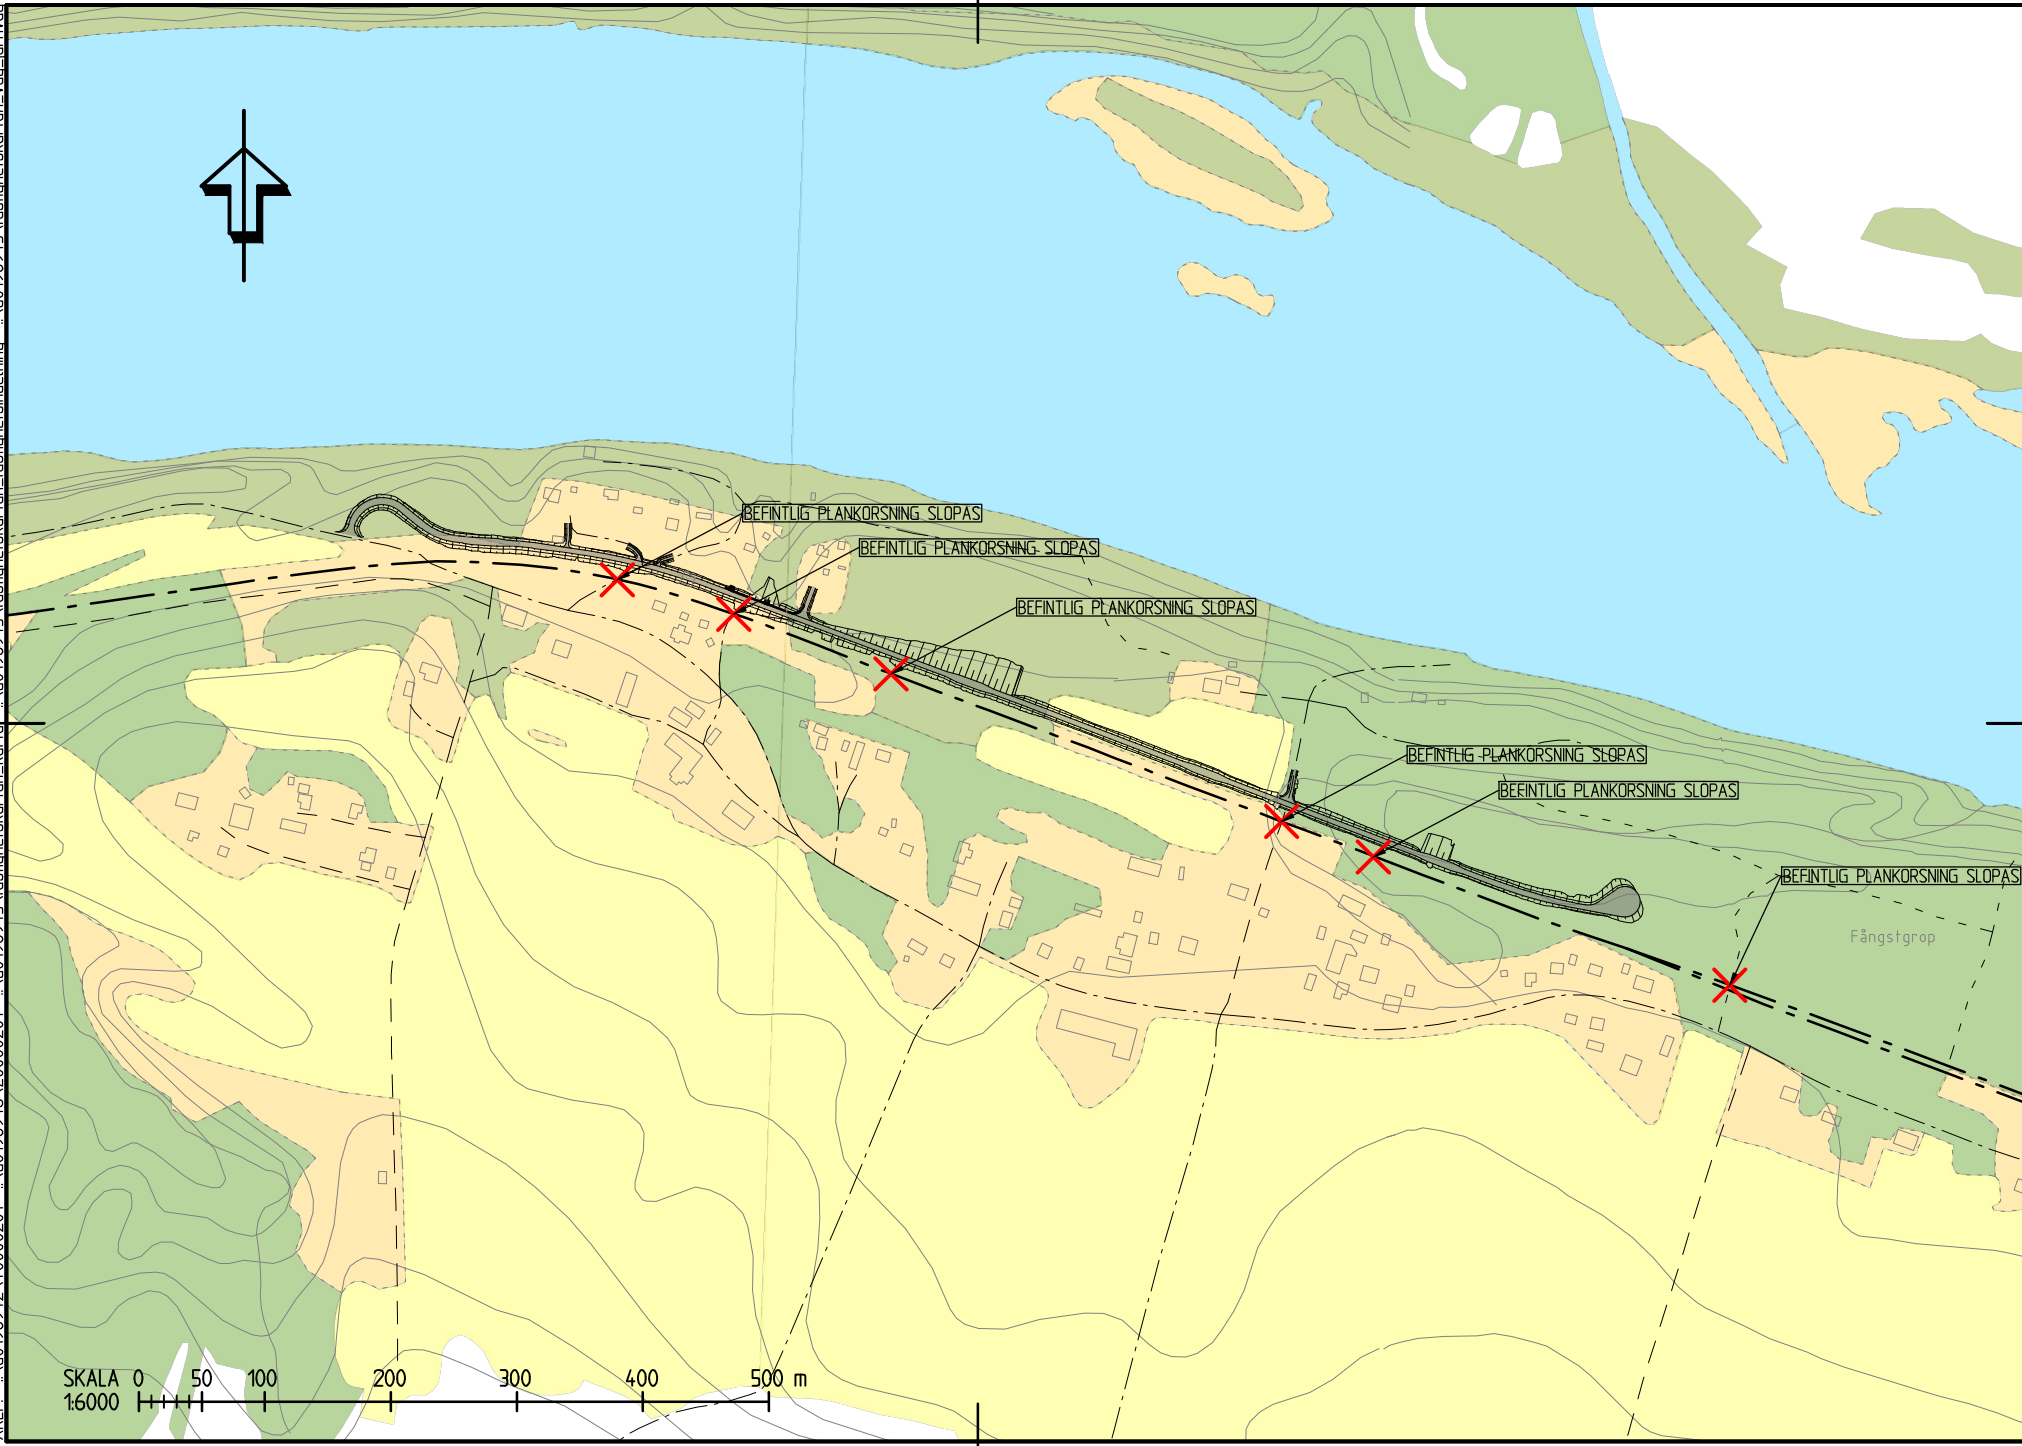 BEFINTLIG PLANKORSNING SLOPAS
BEFINTLIG PLANKORSNING SLOPAS
BEFINTLIG PLANKORSNING SLOPAS
BEFINTLIG PLANKORSNING SLOPAS
BEFINTLIG PLANKORSNING SLOPAS
BEFINTLIG PLANKORSNING SLOPAS
Fångstgrop
SKALA 0 50 100 200 300 400 500 m
1:6000